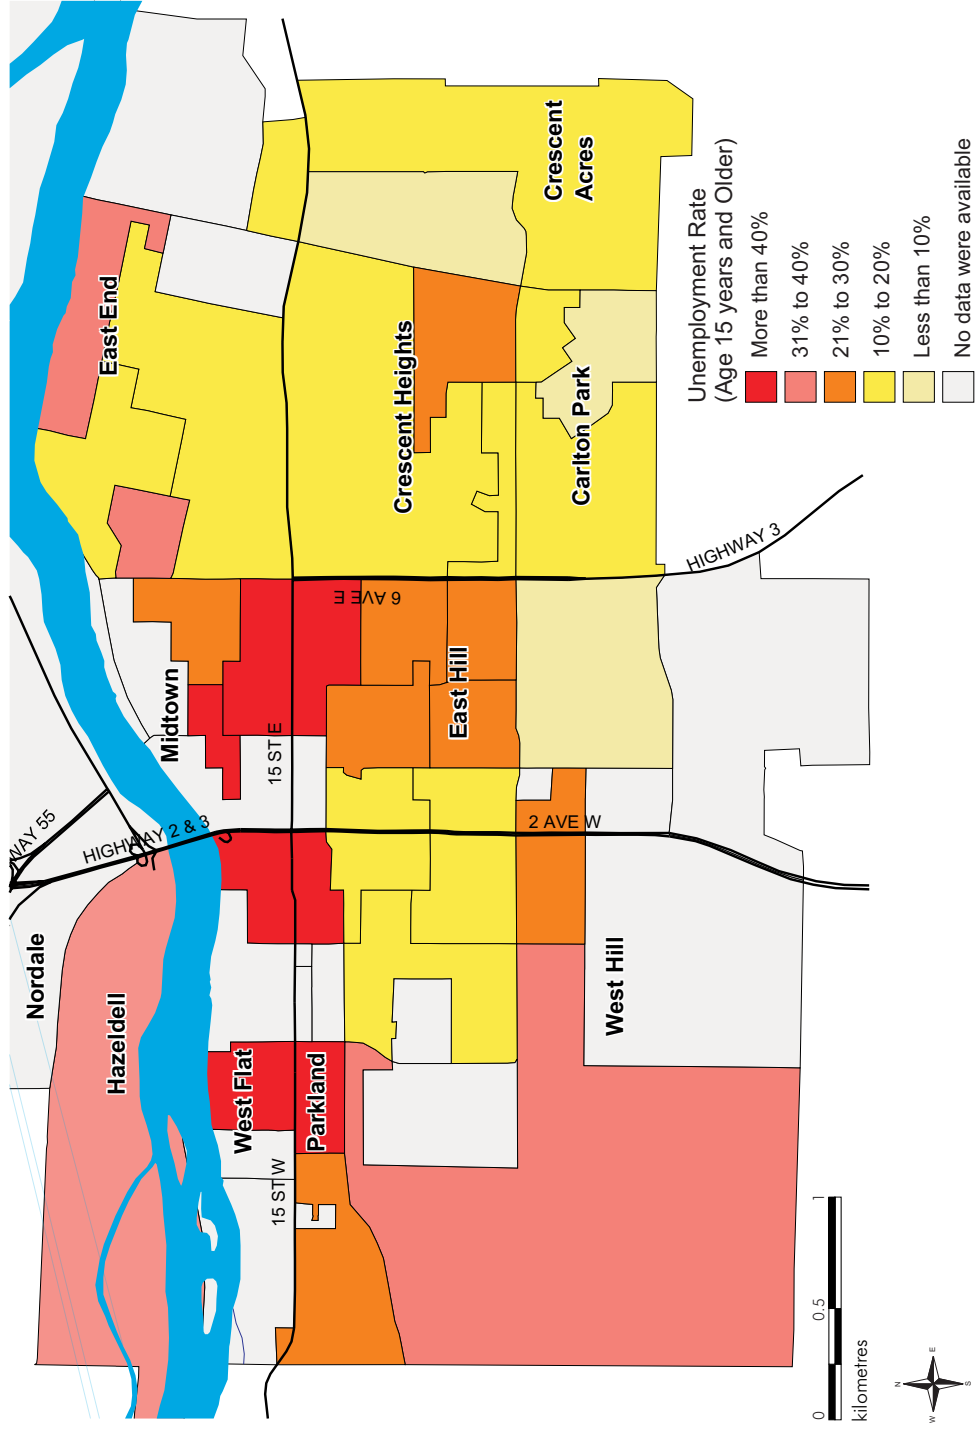 WAY 55
HIGHWAY 2 & 3
Nordale
Hazeldell
Midtown
East End
15 ST E
6 AVE E
West Flat
Parkland
15 ST W
Crescent Heights
East Hill
2 AVE W
West Hill
Carlton Park
Crescent
Acres
HIGHWAY 3
Unemployment Rate
(Age 15 years and Older)
More than 40%
31% to 40%
21% to 30%
10% to 20%
Less than 10%
No data were available
0 0.5 1
kilometres
N
W E
S